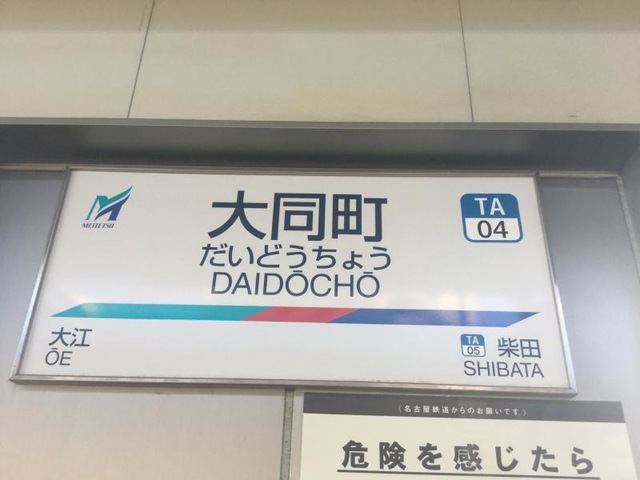 MEITETSU
大同町
だいどうちょう
DAIDŌCHŌ
TA
04
大江
ŌE
TA
05
柴田
SHIBATA
(名古屋鉄道からのお願いです。)
危険を感じたら